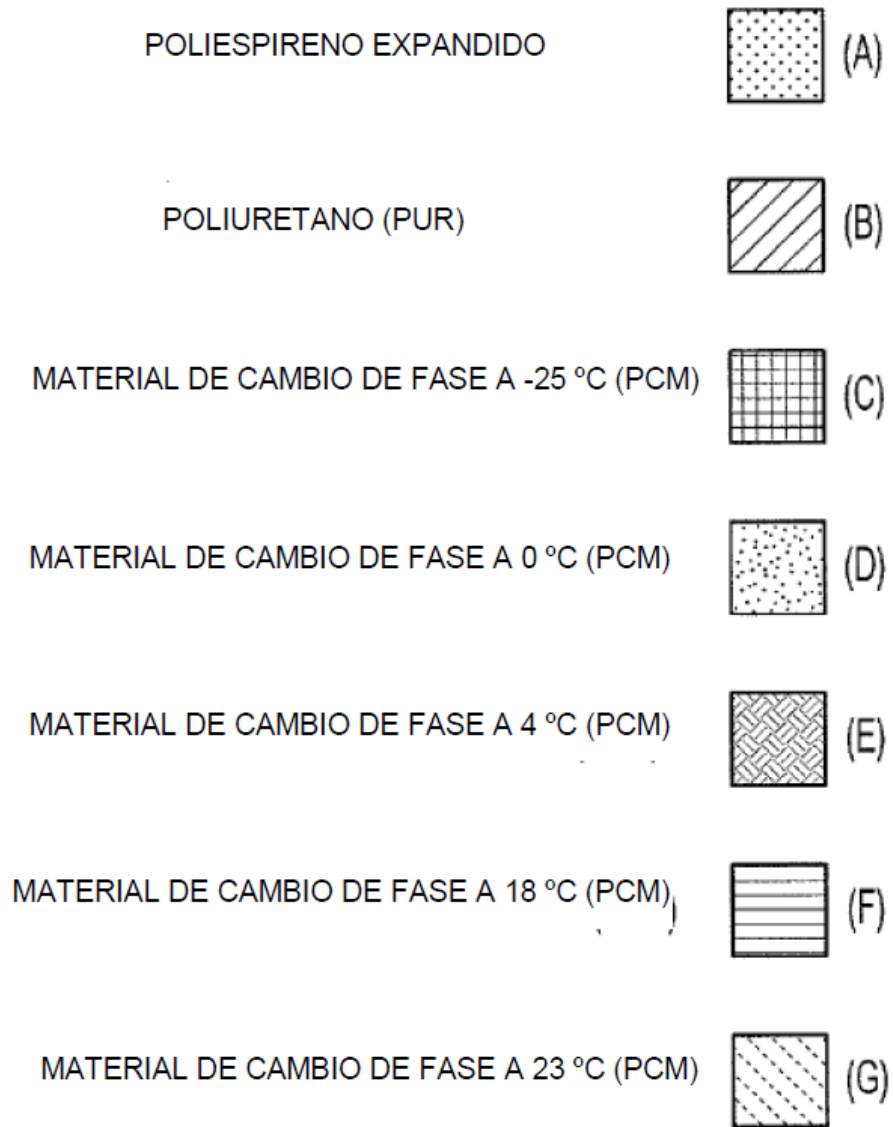 POLIESPIRENO EXPANDIDO (A)
POLIURETANO (PUR) (B)
MATERIAL DE CAMBIO DE FASE A -25 ºC (PCM) (C)
MATERIAL DE CAMBIO DE FASE A 0 ºC (PCM) (D)
MATERIAL DE CAMBIO DE FASE A 4 ºC (PCM) (E)
MATERIAL DE CAMBIO DE FASE A 18 ºC (PCM) (F)
MATERIAL DE CAMBIO DE FASE A 23 ºC (PCM) (G)